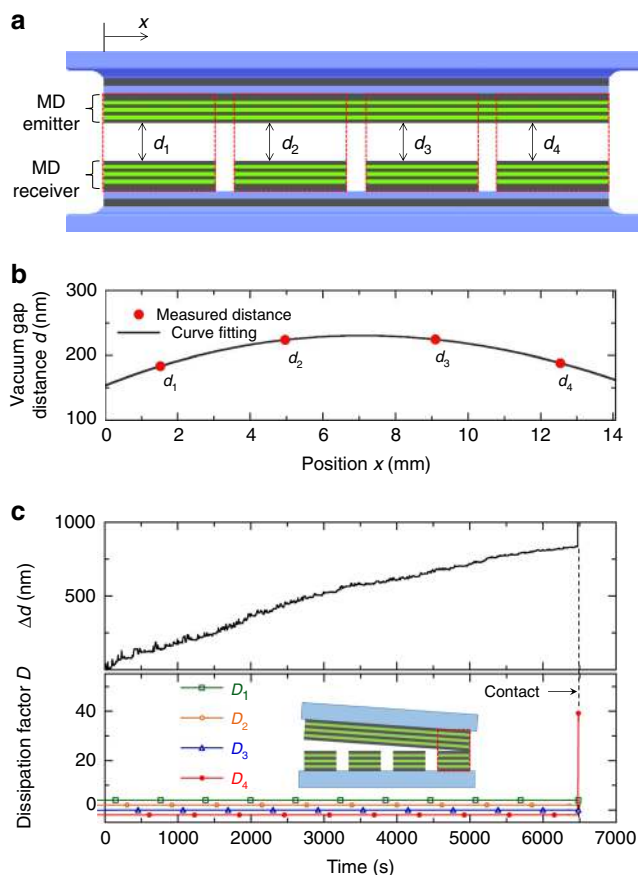 a
x
MD emitter
MD receiver
d1
d2
d3
d4
b
Vacuum gap distance d (nm)
300
200
100
Measured distance
Curve fitting
d1
d2
d3
d4
0
2
4
6
8
10
12
14
Position x (mm)
c
Δd (nm)
1000
500
Dissipation factor D
40
20
0
D1
D2
D3
D4
Contact
0
1000
2000
3000
4000
5000
6000
7000
Time (s)